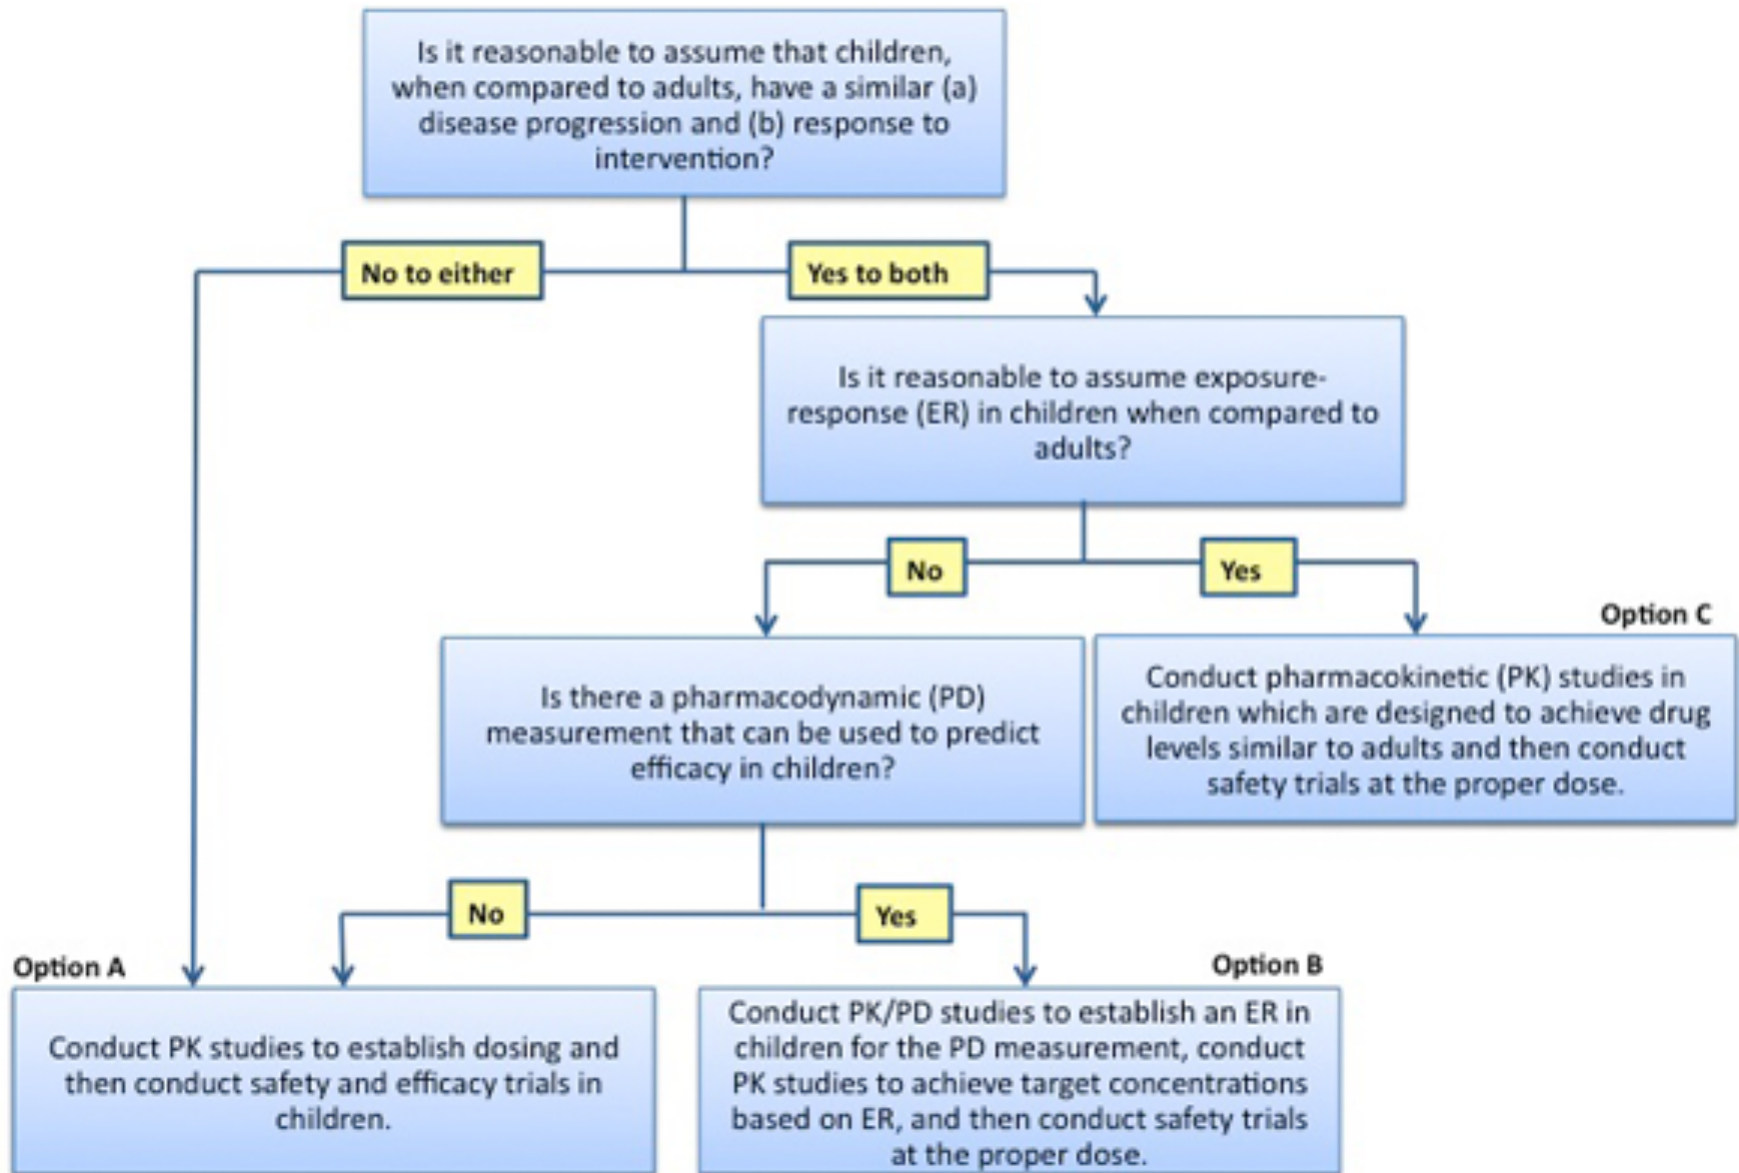 Is it reasonable to assume that children,
when compared to adults, have a similar (a)
disease progression and (b) response to
intervention?
No to either
Yes to both
Is it reasonable to assume exposure-
response (ER) in children when compared to
adults?
No
Yes
Option C
Is there a pharmacodynamic (PD)
measurement that can be used to predict
efficacy in children?
Conduct pharmacokinetic (PK) studies in
children which are designed to achieve drug
levels similar to adults and then conduct
safety trials at the proper dose.
No
Yes
Option A
Option B
Conduct PK studies to establish dosing and
then conduct safety and efficacy trials in
children.
Conduct PK/PD studies to establish an ER in
children for the PD measurement, conduct
PK studies to achieve target concentrations
based on ER, and then conduct safety trials
at the proper dose.